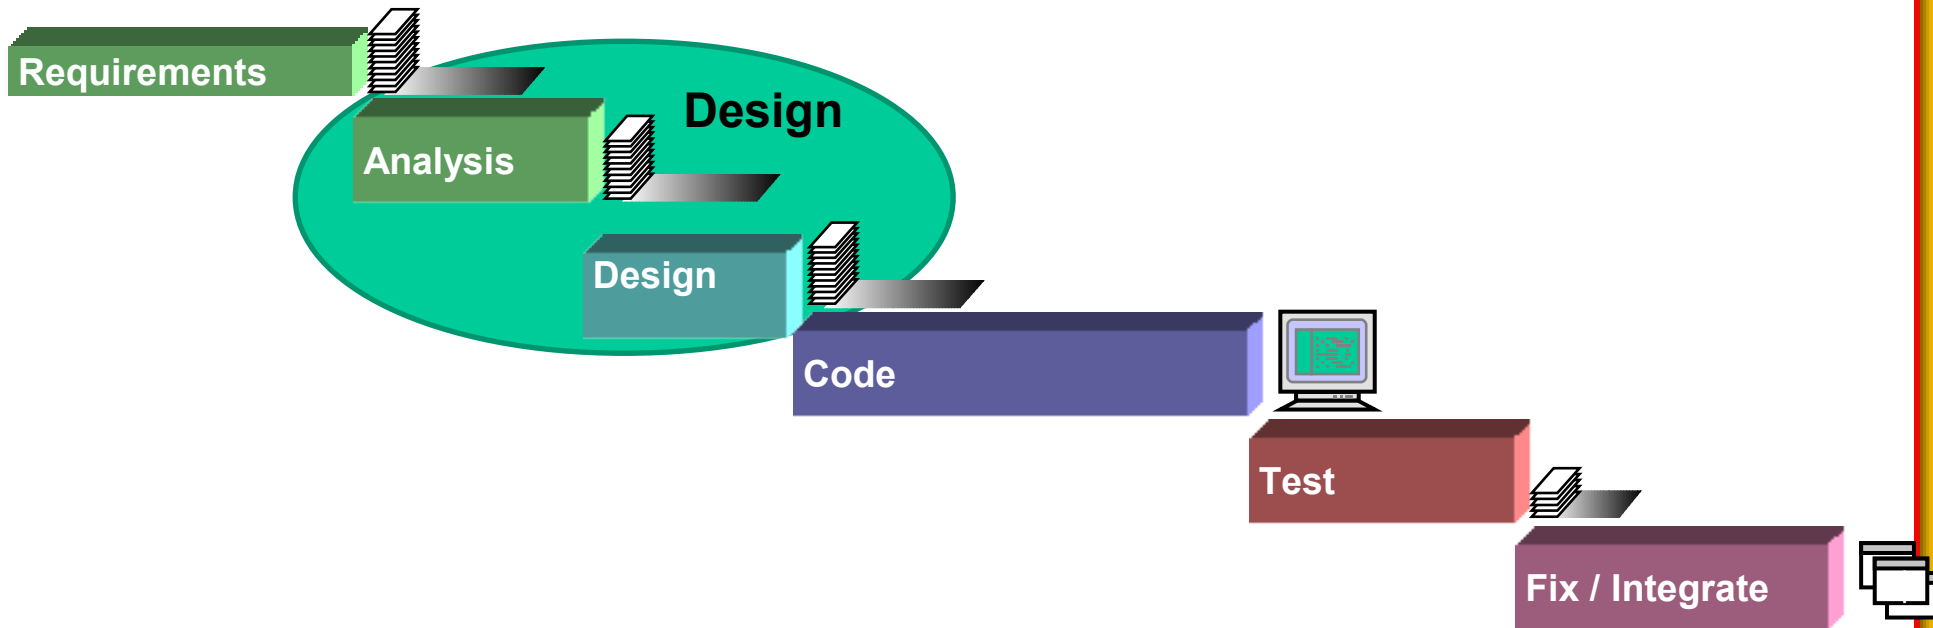 Requirements
Design
Analysis
Design
Code
Test
Fix / Integrate